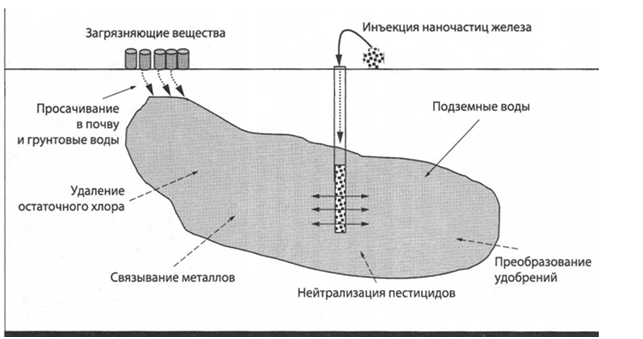 Загрязняющие вещества
Инъекция наночастиц железа
Просачивание
в почву
и грунтовые воды
Подземные воды
Удаление
остаточного хлора
Связывание металлов
Нейтрализация пестицидов
Преобразование
удобрений